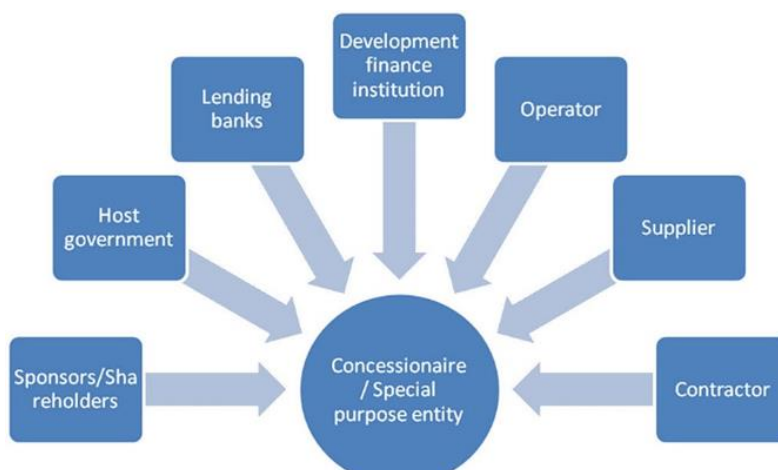 Development
finance
institution
Lending
banks
Operator
Host
government
Supplier
Sponsors/Sha
reholders
Concessionaire
/ Special
purpose entity
Contractor